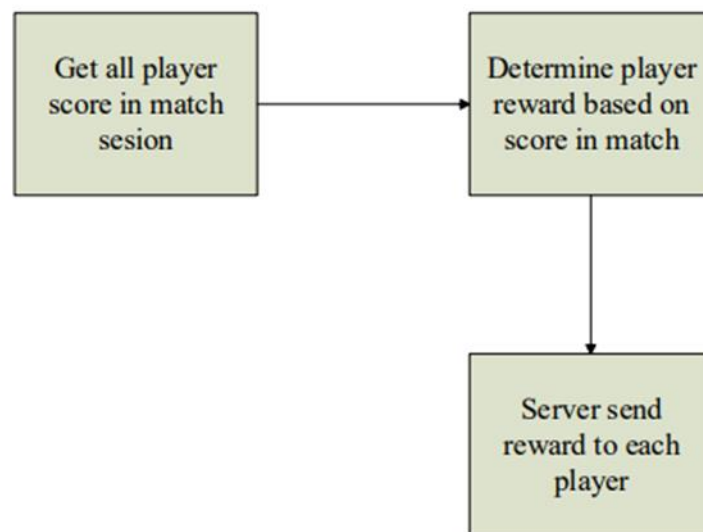 Get all player
score in match
sesion
Determine player
reward based on
score in match
Server send
reward to each
player